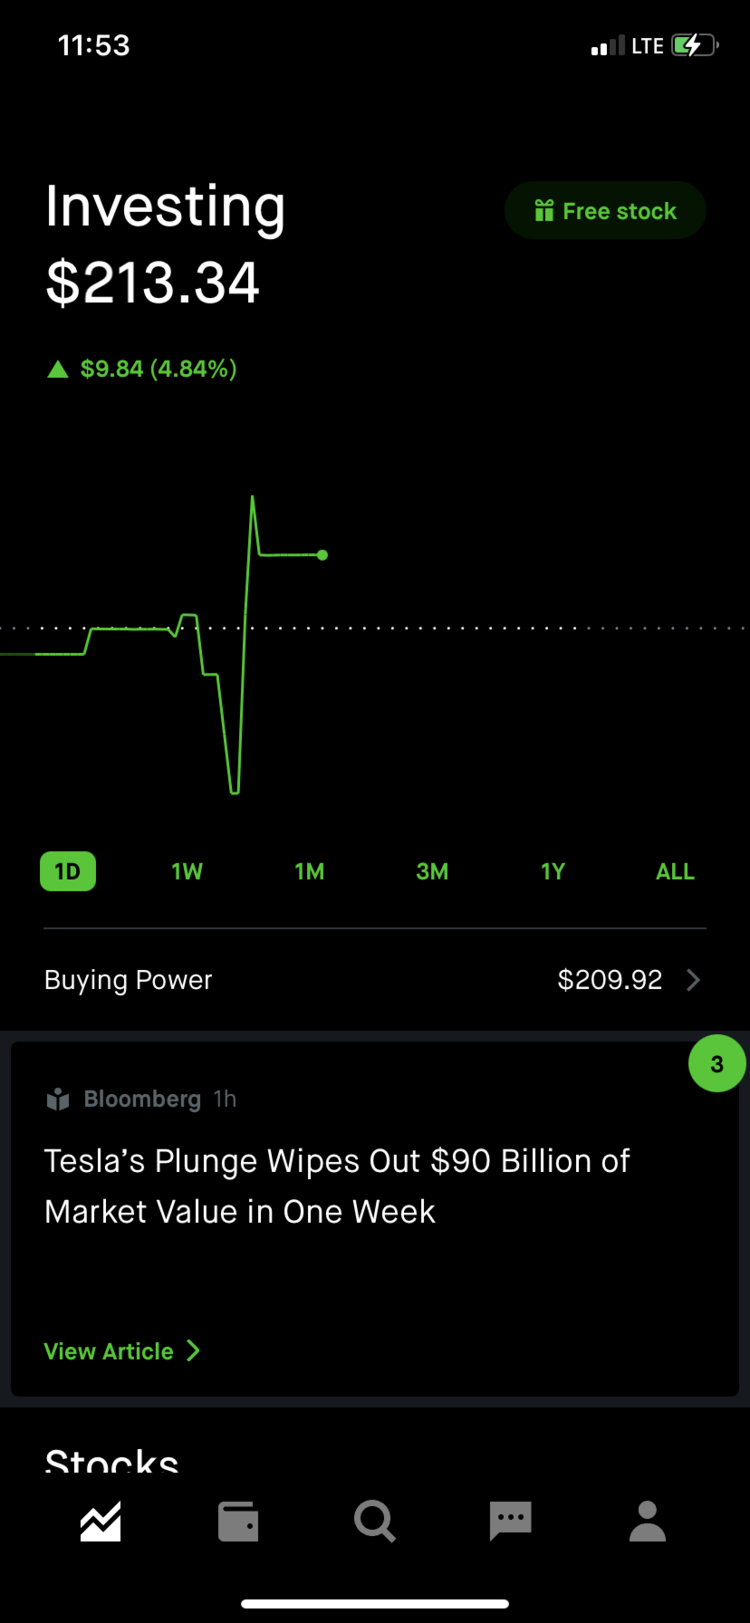 11:53
LTE
Investing
Free stock
$213.34
▲ $9.84 (4.84%)
1D 1W 1M 3M 1Y ALL
Buying Power $209.92
3
Bloomberg 1h
Tesla’s Plunge Wipes Out $90 Billion of
Market Value in One Week
View Article
Stocks